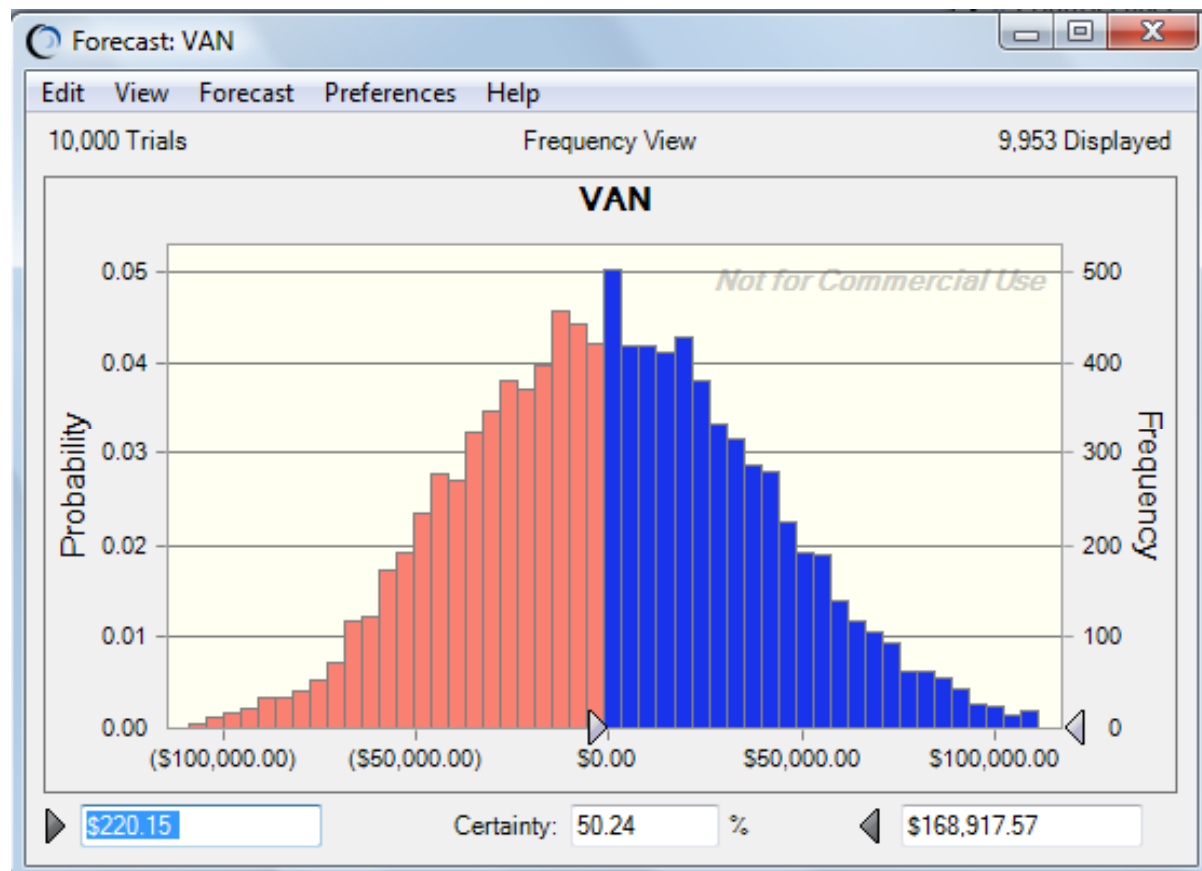 Forecast: VAN
Edit View Forecast Preferences Help
10,000 Trials Frequency View 9,953 Displayed
VAN
Not for Commercial Use
0.05 500
0.04 400
0.03 300
0.02 200
0.01 100
0.00 0
Probability
Frequency
($100,000.00) ($50,000.00) $0.00 $50,000.00 $100,000.00
$220.15 Certainty: 50.24 % $168,917.57